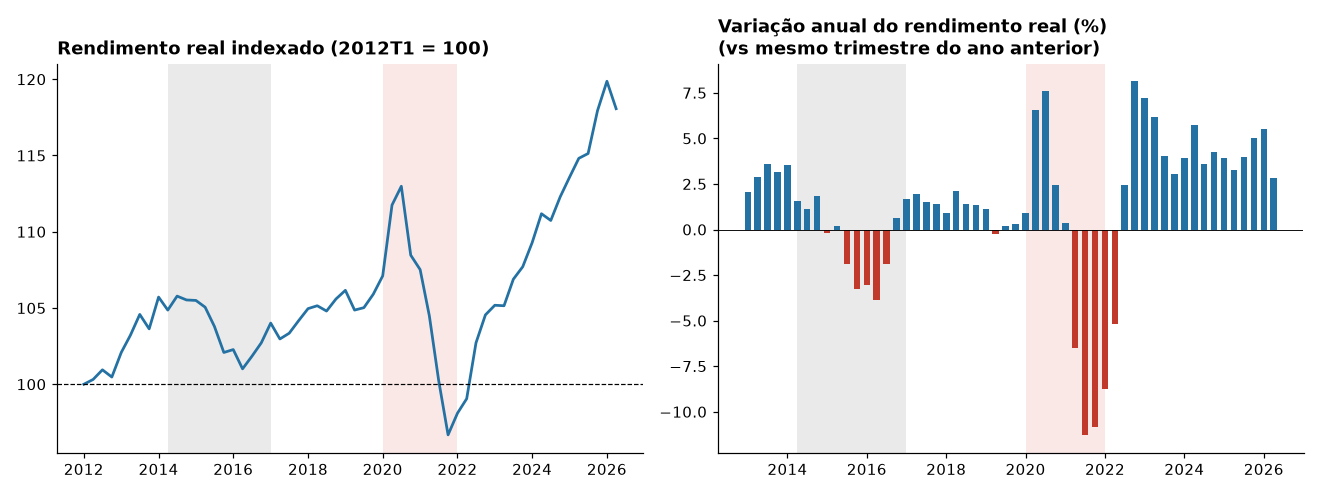 Rendimento real indexado (2012T1 = 100)
120
115
110
105
100
2012 2014 2016 2018 2020 2022 2024 2026
Variação anual do rendimento real (%)
(vs mesmo trimestre do ano anterior)
7.5
5.0
2.5
0.0
−2.5
−5.0
−7.5
−10.0
2014 2016 2018 2020 2022 2024 2026